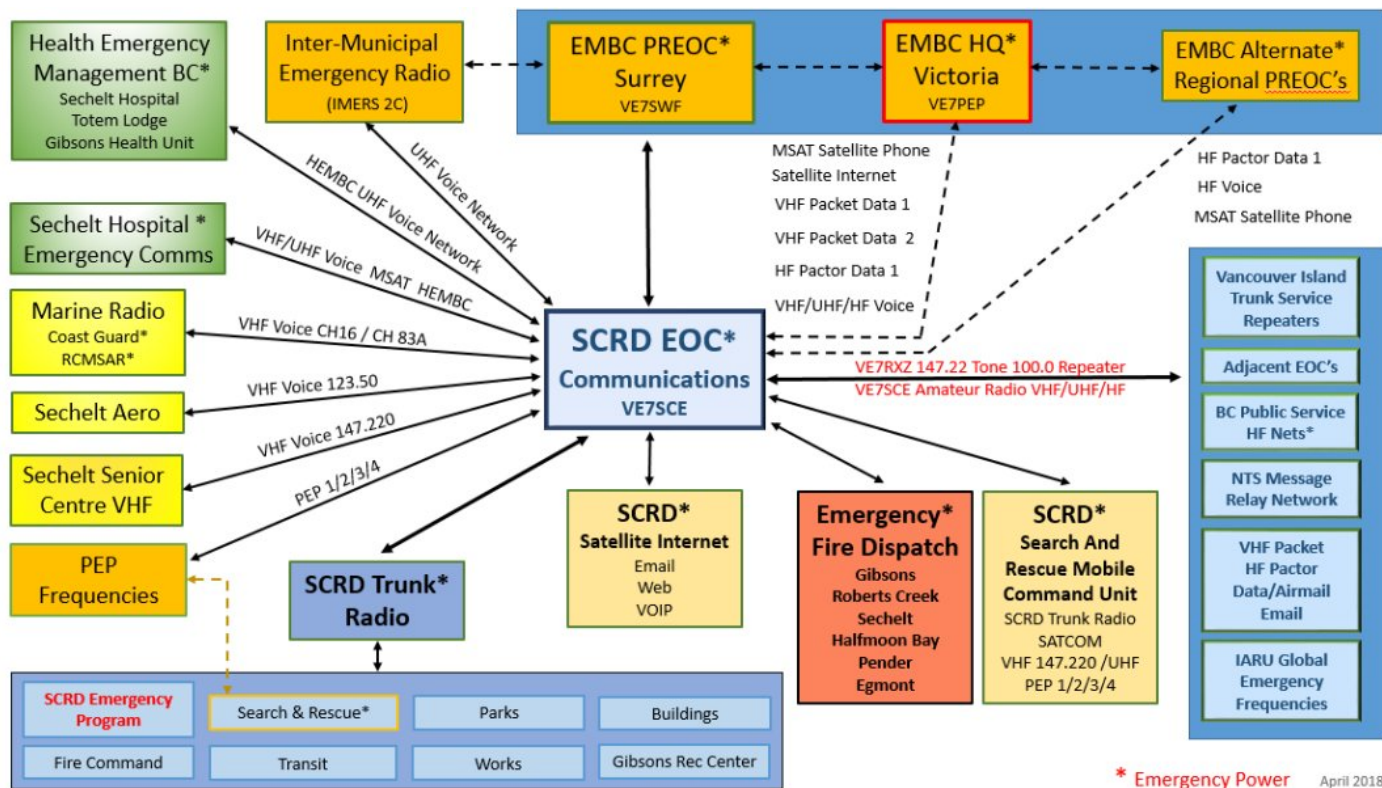 Health Emergency
Management BC*
Sechelt Hospital
Totem Lodge
Gibsons Health Unit
Inter-Municipal
Emergency Radio
(IMERS 2C)
EMBC PREOC*
Surrey
VE7SWF
EMBC HQ*
Victoria
VE7PEP
EMBC Alternate*
Regional PREOC's
MSAT Satellite Phone
Satellite Internet
VHF Packet Data 1
VHF Packet Data 2
HF Pactor Data 1
VHF/UHF/HF Voice
HF Pactor Data 1
HF Voice
MSAT Satellite Phone
UHF Voice Network
HEMBC UHF Voice Network
Sechelt Hospital *
Emergency Comms
VHF/UHF Voice MSAT HEMBC
Marine Radio
Coast Guard*
RCMSAR*
VHF Voice CH16 / CH 83A
Sechelt Aero
VHF Voice 123.50
Sechelt Senior
Centre VHF
VHF Voice 147.220
PEP
Frequencies
PEP 1/2/3/4
SCRD EOC*
Communications
VE7SCE
VE7RXZ 147.22 Tone 100.0 Repeater
VE7SCE Amateur Radio VHF/UHF/HF
Vancouver Island
Trunk Service
Repeaters
Adjacent EOC's
BC Public Service
HF Nets*
NTS Message
Relay Network
VHF Packet
HF Pactor
Data/Airmail
Email
IARU Global
Emergency
Frequencies
SCRD Trunk*
Radio
SCRD*
Satellite Internet
Email
Web
VOIP
Emergency*
Fire Dispatch
Gibsons
Roberts Creek
Sechelt
Halfmoon Bay
Pender
Egmont
SCRD*
Search And
Rescue Mobile
Command Unit
SCRD Trunk Radio
SATCOM
VHF 147.220 /UHF
PEP 1/2/3/4
SCRD Emergency
Program
Search & Rescue*
Parks
Buildings
Fire Command
Transit
Works
Gibsons Rec Center
* Emergency Power
April 2018